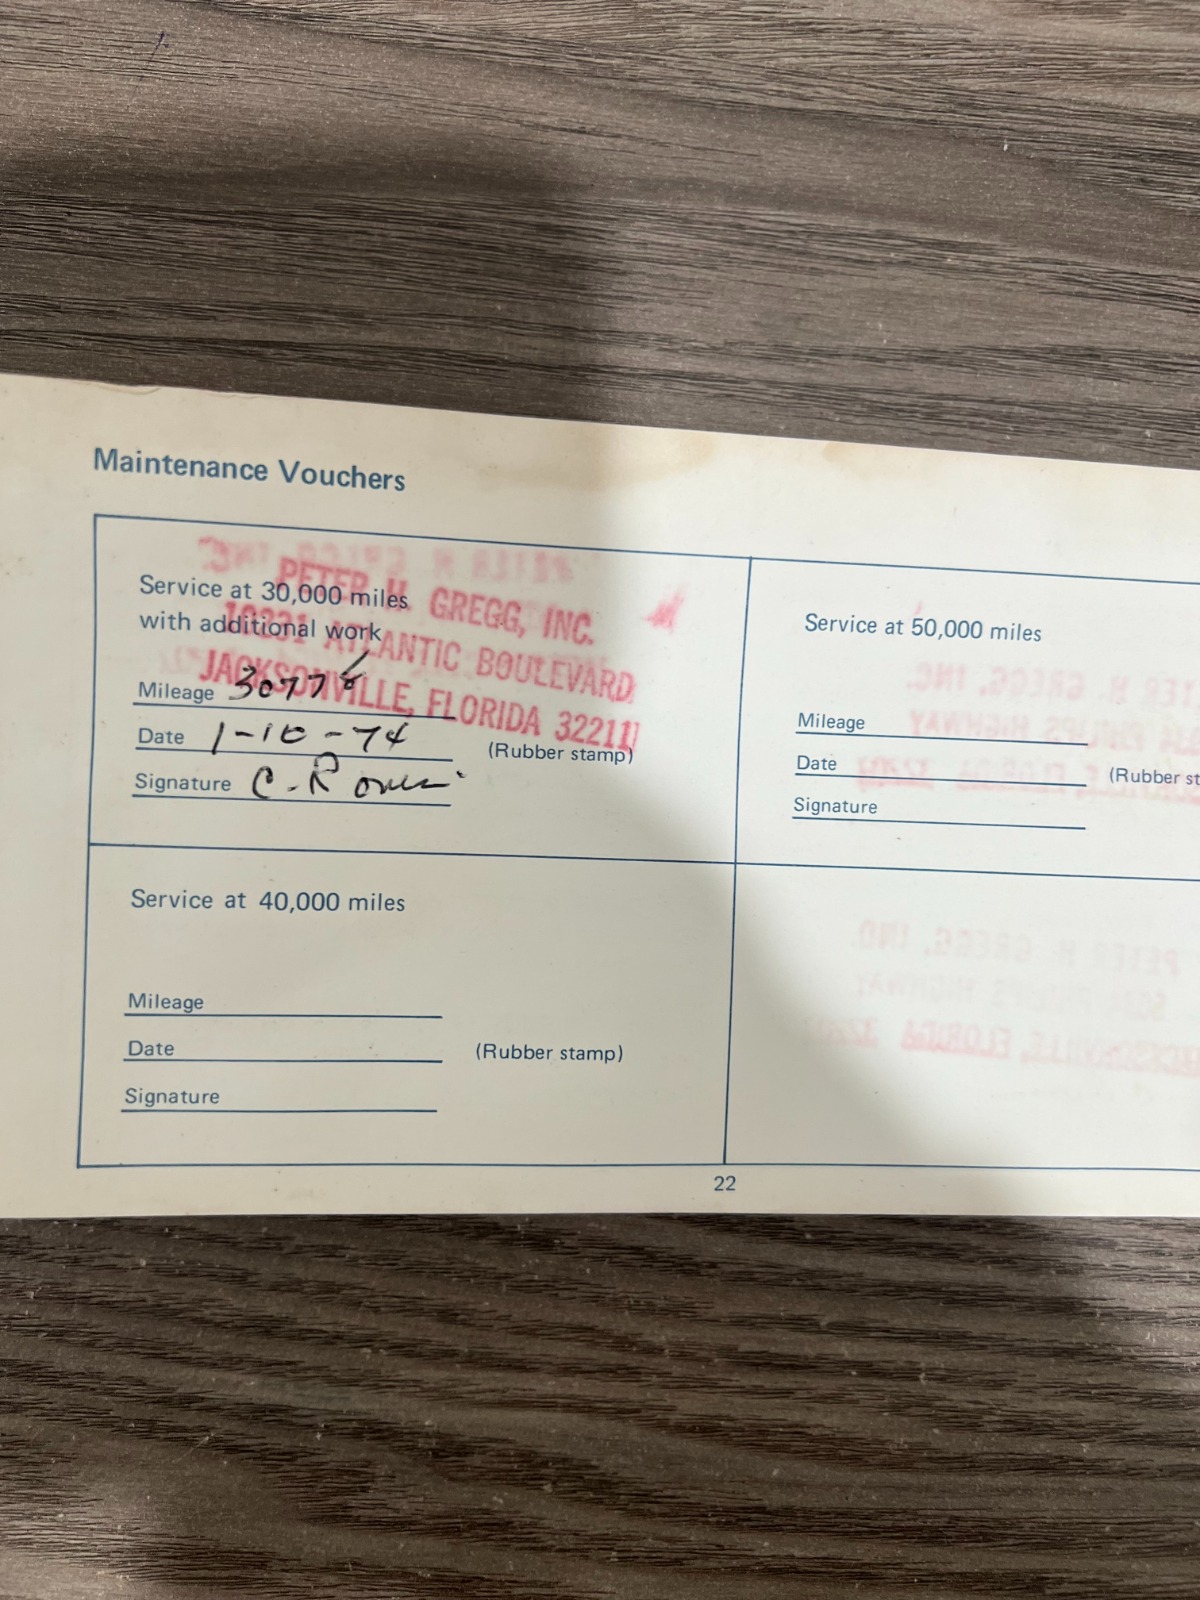 Maintenance Vouchers
Service at 30,000 miles
with additional work
PETER H. GREGG, INC.
ATLANTIC BOULEVARD
JACKSONVILLE, FLORIDA 32211
Mileage 30778
Date 1-10-74
(Rubber stamp)
Signature C.
Service at 40,000 miles
Mileage
Date
(Rubber stamp)
Signature
Service at 50,000 miles
Mileage
Date
(Rubber st
Signature
22